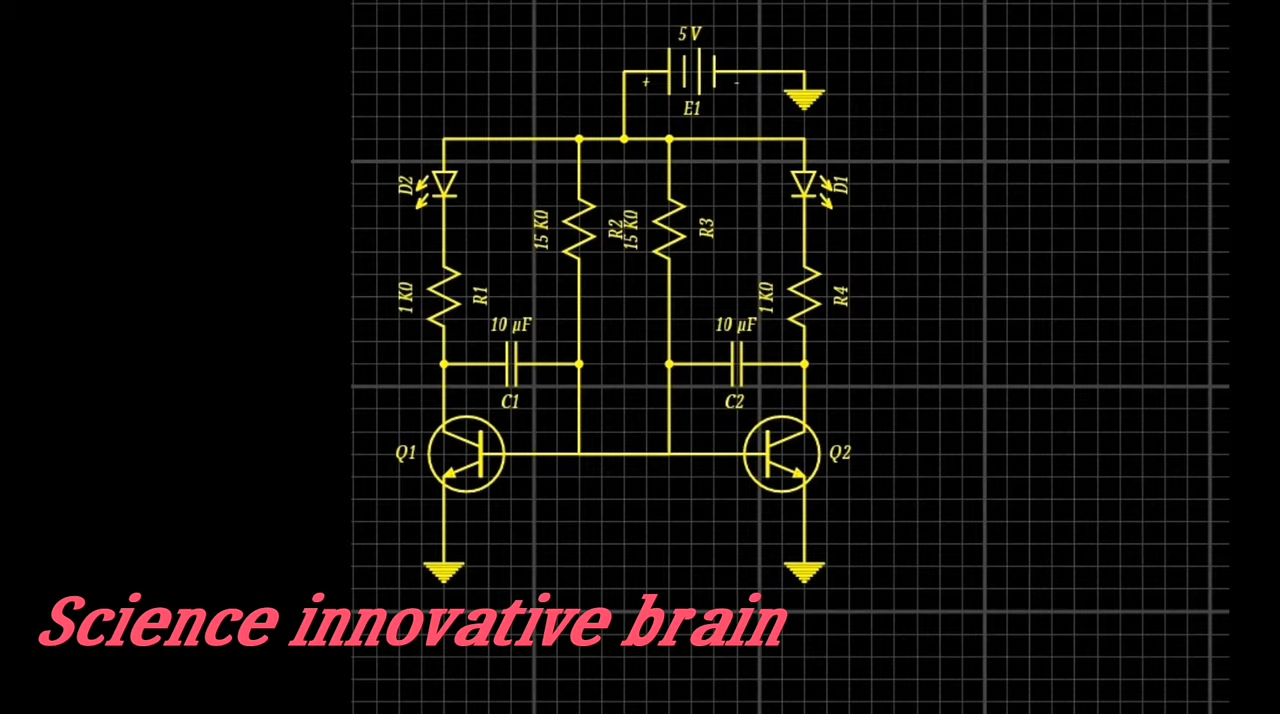 5 V
+ -
E1
D2
D1
15 KΩ
R2
15 KΩ
R3
1 KΩ
R1
1 KΩ
R4
10 µF
10 µF
C1
C2
Q1
Q2
Science innovative brain